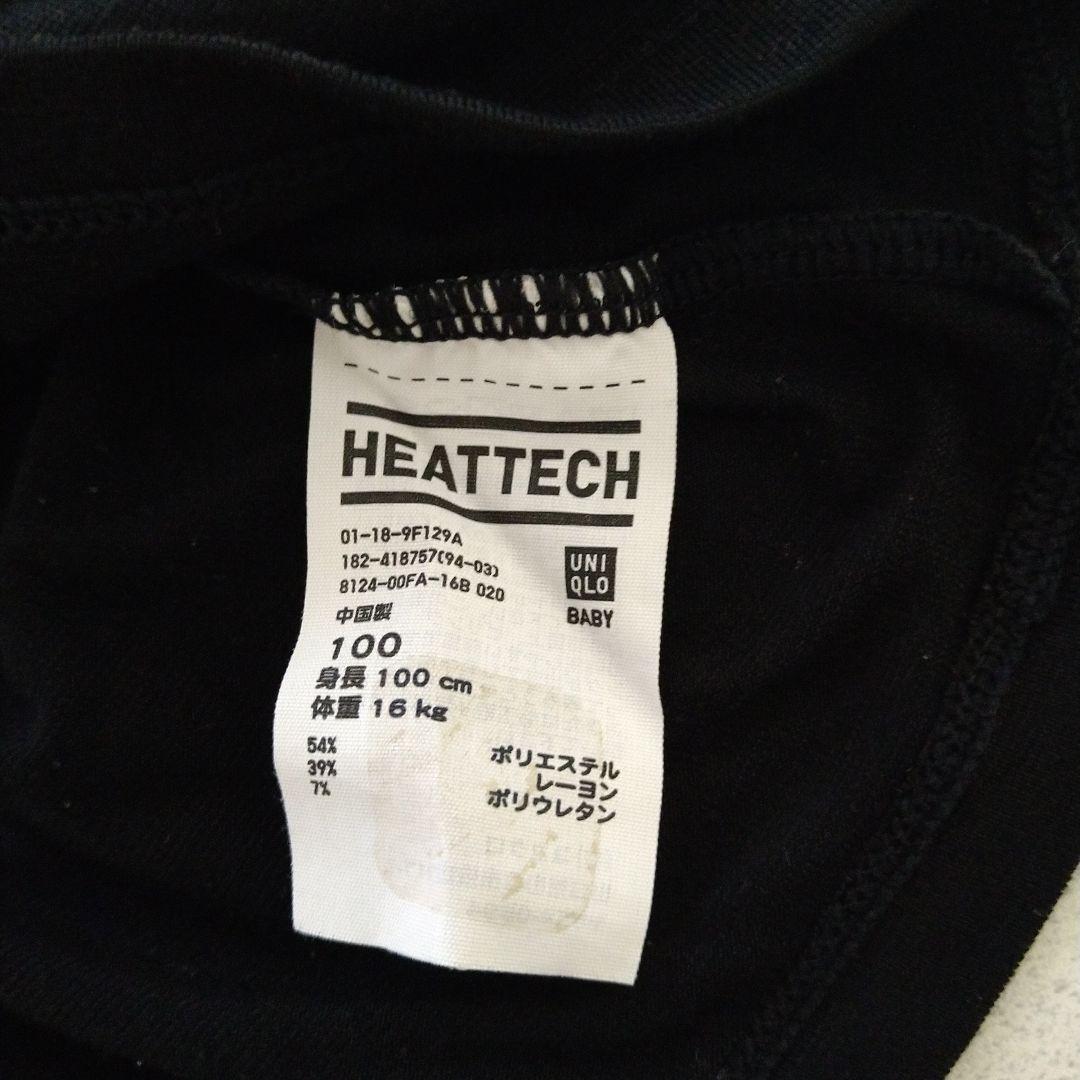 HEATTECH
01-18-9F129A
182-418757(94-03)
8124-00FA-16B 020
UNI
QLO
BABY
中国製
100
身長 100 cm
体重 16 kg
54% ポリエステル
39% レーヨン
7% ポリウレタン